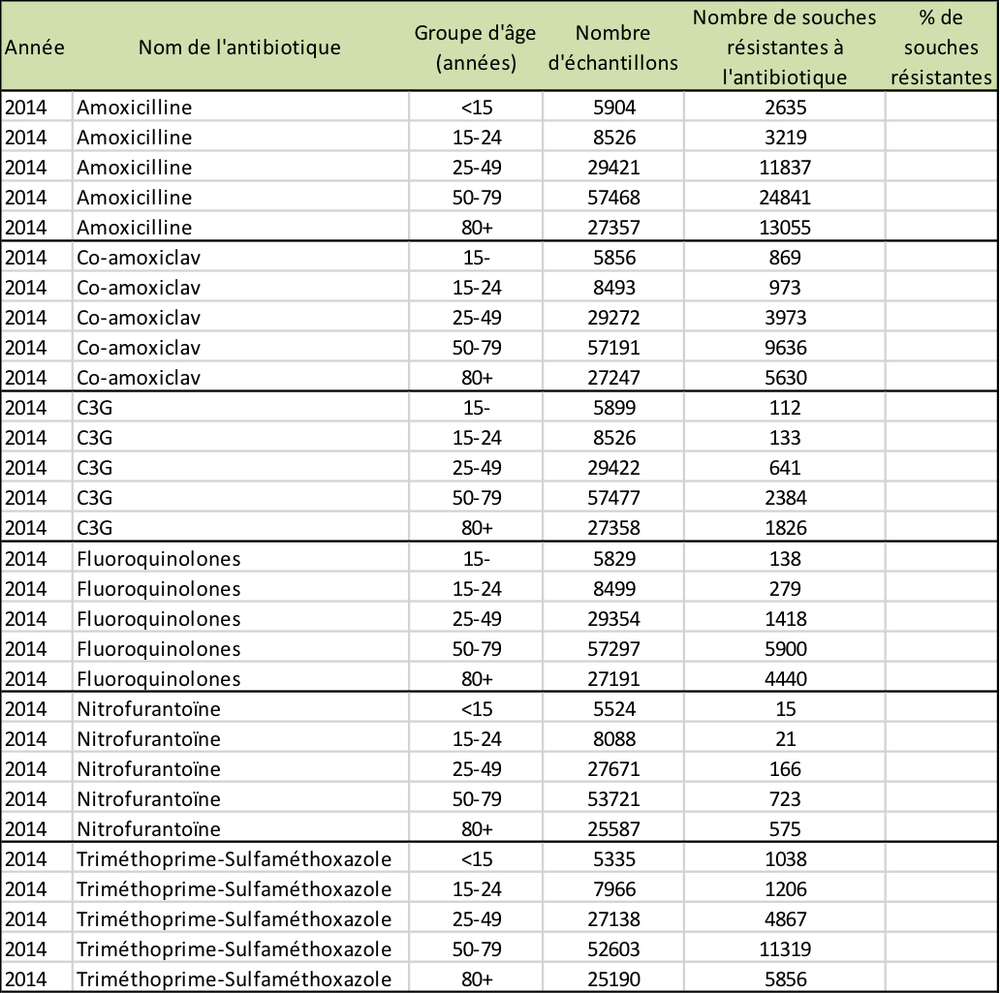 Année Nom de l'antibiotique Groupe d'âge (années) Nombre d'échantillons Nombre de souches résistantes à l'antibiotique % de souches résistantes
2014 Amoxicilline <15 5904 2635
2014 Amoxicilline 15-24 8526 3219
2014 Amoxicilline 25-49 29421 11837
2014 Amoxicilline 50-79 57468 24841
2014 Amoxicilline 80+ 27357 13055
2014 Co-amoxiclav 15- 5856 869
2014 Co-amoxiclav 15-24 8493 973
2014 Co-amoxiclav 25-49 29272 3973
2014 Co-amoxiclav 50-79 57191 9636
2014 Co-amoxiclav 80+ 27247 5630
2014 C3G 15- 5899 112
2014 C3G 15-24 8526 133
2014 C3G 25-49 29422 641
2014 C3G 50-79 57477 2384
2014 C3G 80+ 27358 1826
2014 Fluoroquinolones 15- 5829 138
2014 Fluoroquinolones 15-24 8499 279
2014 Fluoroquinolones 25-49 29354 1418
2014 Fluoroquinolones 50-79 57297 5900
2014 Fluoroquinolones 80+ 27191 4440
2014 Nitrofurantoïne <15 5524 15
2014 Nitrofurantoïne 15-24 8088 21
2014 Nitrofurantoïne 25-49 27671 166
2014 Nitrofurantoïne 50-79 53721 723
2014 Nitrofurantoïne 80+ 25587 575
2014 Triméthoprime-Sulfaméthoxazole <15 5335 1038
2014 Triméthoprime-Sulfaméthoxazole 15-24 7966 1206
2014 Triméthoprime-Sulfaméthoxazole 25-49 27138 4867
2014 Triméthoprime-Sulfaméthoxazole 50-79 52603 11319
2014 Triméthoprime-Sulfaméthoxazole 80+ 25190 5856